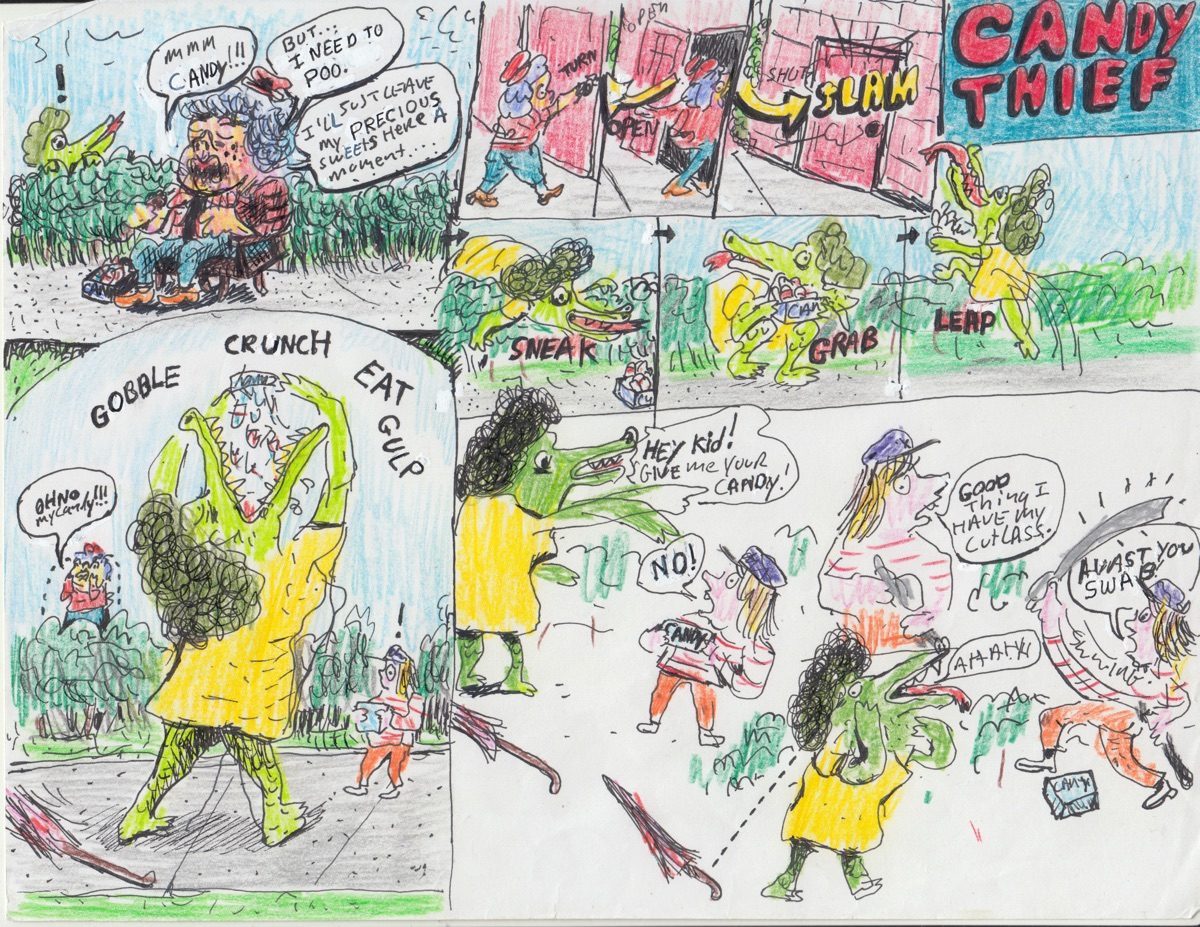 CANDY
THIEF
!
MMM
CANDY!!!
BUT...
I NEED TO
POO.
I'LL JUST LEAVE
MY PRECIOUS
SWEETS HERE A
MOMENT....
TURN
OPEN
OPEN
SHUT
SLAM
SNEAK
GRAB
LEAP
GOBBLE
CRUNCH
EAT
GULP
OH NO
MY CANDY!!!
!
HEY KID!
GIVE ME YOUR
CANDY!
NO!
CANDY
GOOD
THING I
HAVE MY
CUTLASS.
AVAST YOU
SWAB!
AHAHX
CANDY